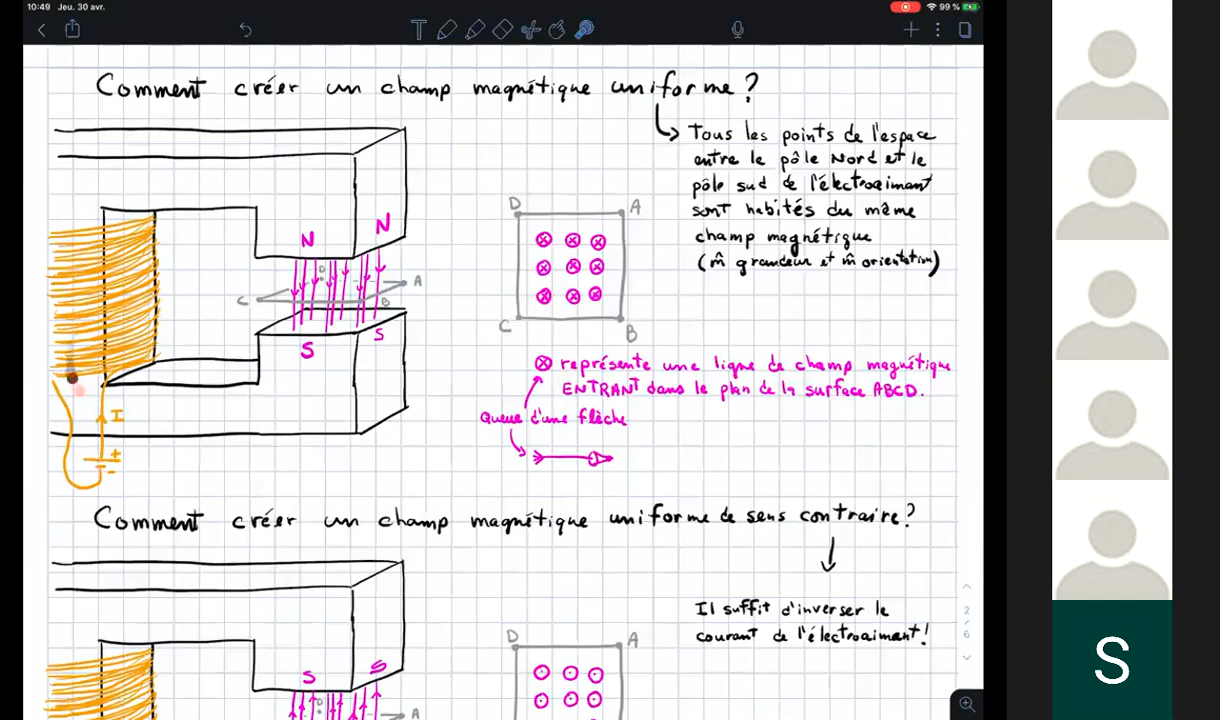 10:49 Jeu. 30 avr.
99 %
T
Comment créer un champ magnétique uniforme ?
Tous les points de l'espace
entre le pôle Nord et le
pôle sud de l'électroaimant
sont habités du même
champ magnétique
(m̂ grandeur et m̂ orientation)
N
N
D
A
C
B
S
S
D
A
C
B
I
+
-
⊗ représente une ligne de champ magnétique
ENTRANT dans le plan de la surface ABCD.
Queue d'une flèche
Comment créer un champ magnétique uniforme de sens contraire ?
Il suffit d'inverser le
courant de l'électroaimant !
S
S
D
A
D
A
2
/
6
S